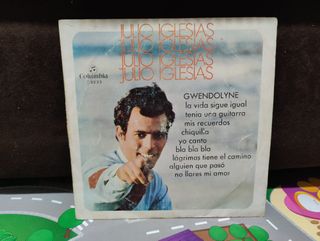 JULIO IGLESIAS
JULIO IGLESIAS
JULIO IGLESIAS
JULIO IGLESIAS
Columbia
GWENDOLYNE
la vida sigue igual
tenia una guitarra
mis recuerdos
chiquilla
yo canto
bla bla bla
lágrimas tiene el camino
alguien que pasó
no llores mi amor